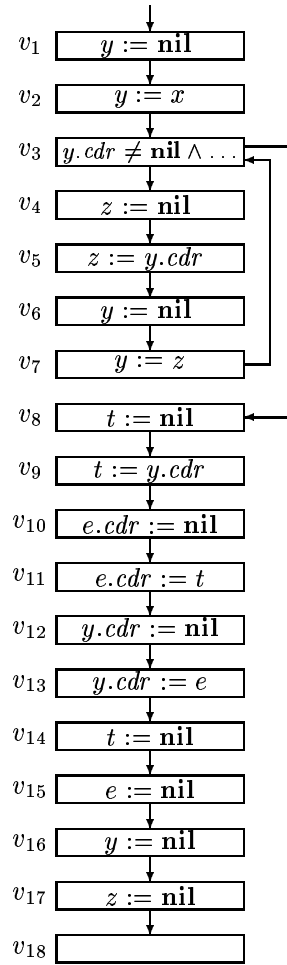 v1 y := nil
v2 y := x
v3 y.cdr ≠ nil ∧ ...
v4 z := nil
v5 z := y.cdr
v6 y := nil
v7 y := z
v8 t := nil
v9 t := y.cdr
v10 e.cdr := nil
v11 e.cdr := t
v12 y.cdr := nil
v13 y.cdr := e
v14 t := nil
v15 e := nil
v16 y := nil
v17 z := nil
v18